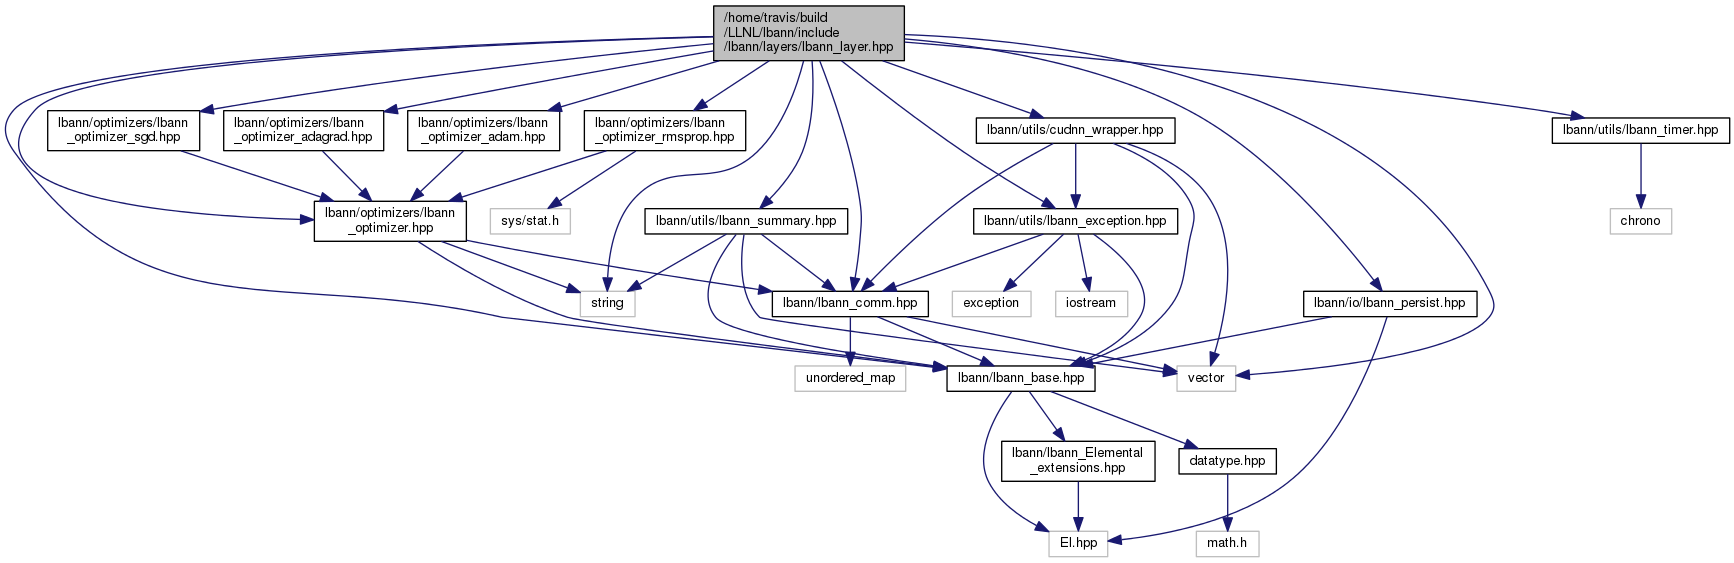 /home/travis/build
/LLNL/lbann/include
/lbann/layers/lbann_layer.hpp
lbann/optimizers/lbann
_optimizer_sgd.hpp
lbann/optimizers/lbann
_optimizer_adagrad.hpp
lbann/optimizers/lbann
_optimizer_adam.hpp
lbann/optimizers/lbann
_optimizer_rmsprop.hpp
lbann/utils/cudnn_wrapper.hpp
lbann/utils/lbann_timer.hpp
lbann/optimizers/lbann
_optimizer.hpp
sys/stat.h
lbann/utils/lbann_summary.hpp
lbann/utils/lbann_exception.hpp
chrono
string
lbann/lbann_comm.hpp
exception
iostream
lbann/io/lbann_persist.hpp
unordered_map
lbann/lbann_base.hpp
vector
lbann/lbann_Elemental
_extensions.hpp
datatype.hpp
El.hpp
math.h